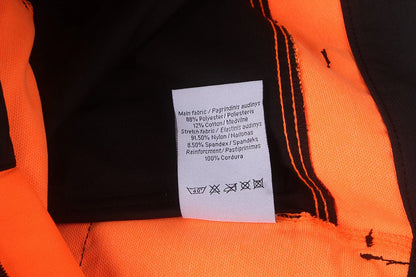 Main fabric / Pagrindinis audinys
88% Polyester / Poliesteris
12% Cotton / Medvilnė
Stretch fabric / Elastinis audinys
91.50% Nylon / Nailonas
8.50% Spandex / Spandeks
Reinforcement / Pastiprinimas
100% Cordura